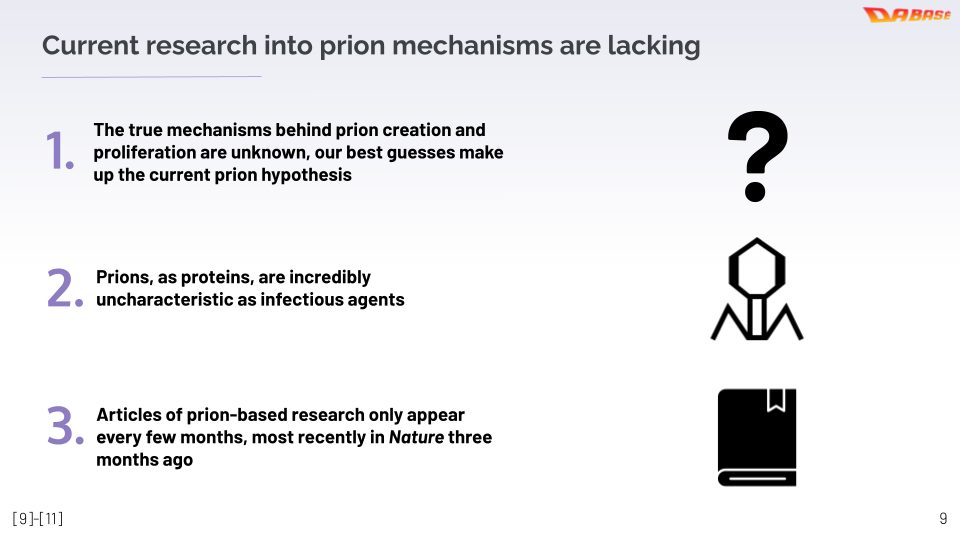 DABASE
Current research into prion mechanisms are lacking
1.
The true mechanisms behind prion creation and
proliferation are unknown, our best guesses make
up the current prion hypothesis
2.
Prions, as proteins, are incredibly
uncharacteristic as infectious agents
3.
Articles of prion-based research only appear
every few months, most recently in Nature three
months ago
?
[9]-[11]
9